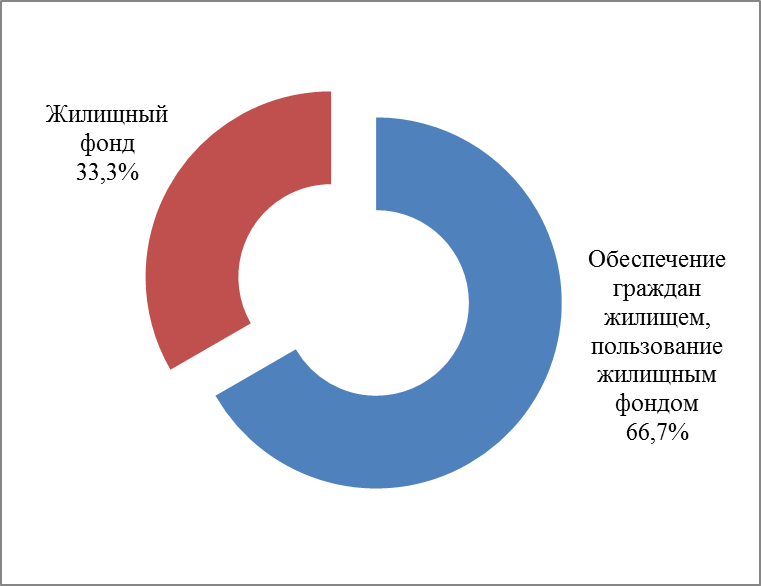 Жилищный
фонд
33,3%
Обеспечение
граждан
жилищем,
пользование
жилищным
фондом
66,7%